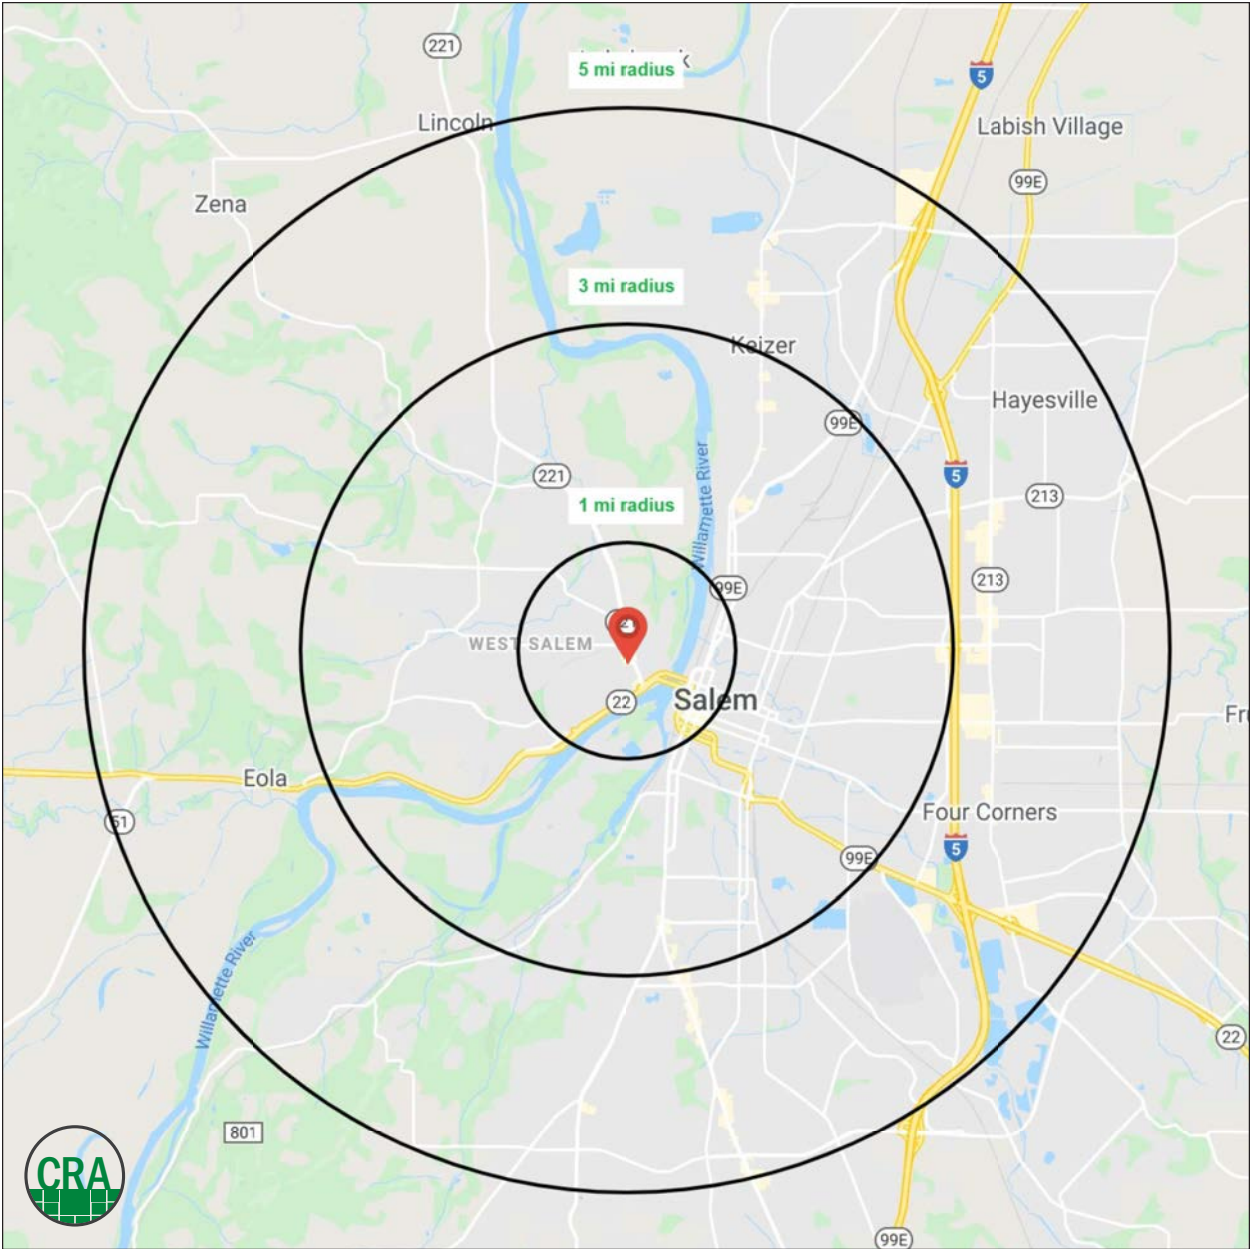 221
5 mi radius
5
Lincoln
Labish Village
99E
Zena
3 mi radius
Keizer
Hayesville
99E
221
5
213
1 mi radius
Willamette River
213
99E
WEST SALEM
22
Salem
Eola
51
Four Corners
5
99E
Willamette River
22
801
CRA
99E